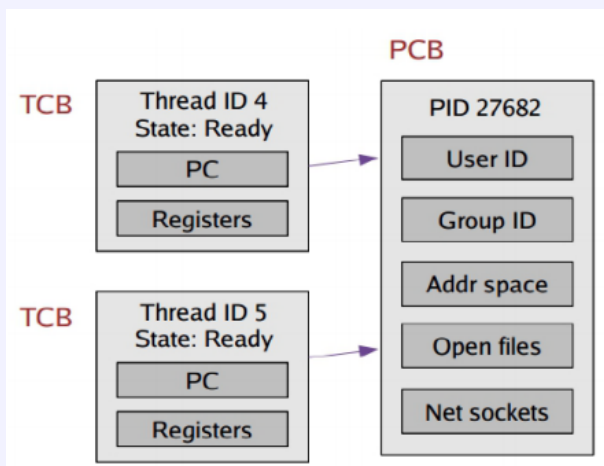 TCB
Thread ID 4
State: Ready
PC
Registers
TCB
Thread ID 5
State: Ready
PC
Registers
PCB
PID 27682
User ID
Group ID
Addr space
Open files
Net sockets